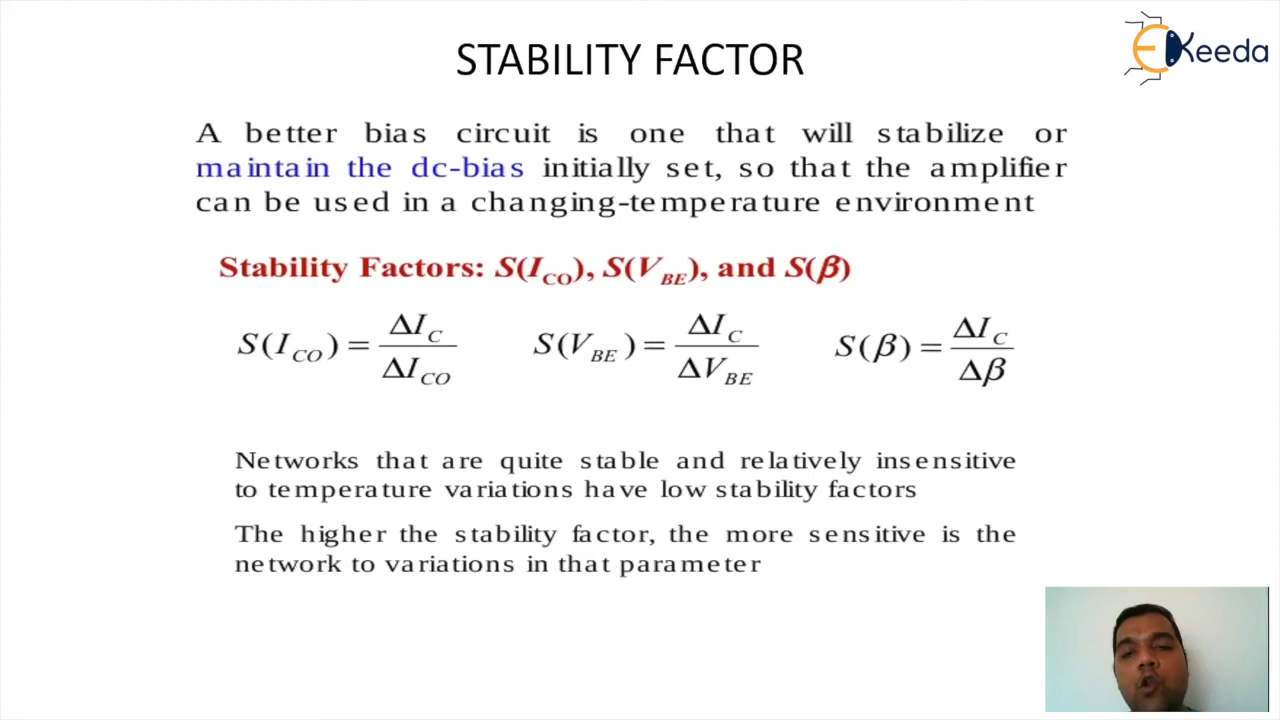 STABILITY FACTOR
EKeeda
A better bias circuit is one that will stabilize or
maintain the dc-bias initially set, so that the amplifier
can be used in a changing-temperature environment
Stability Factors: S(I_CO), S(V_BE), and S(β)
S(I_CO) = ΔI_C / ΔI_CO S(V_BE) = ΔI_C / ΔV_BE S(β) = ΔI_C / Δβ
Networks that are quite stable and relatively insensitive
to temperature variations have low stability factors
The higher the stability factor, the more sensitive is the
network to variations in that parameter